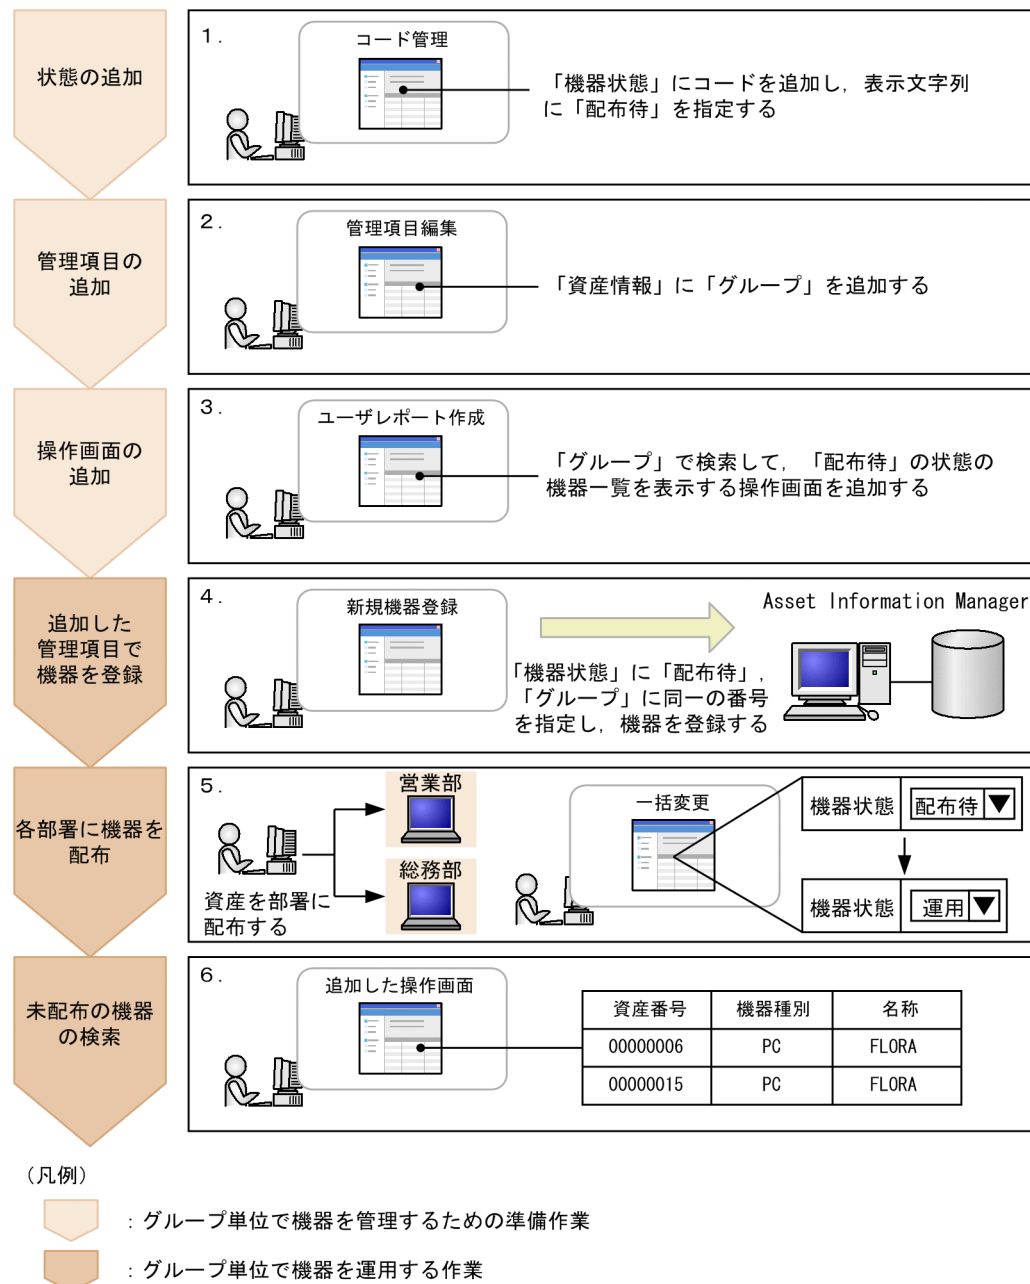 状態の追加
1.
コード管理
「機器状態」にコードを追加し，表示文字列
に「配布待」を指定する
管理項目の
追加
2.
管理項目編集
「資産情報」に「グループ」を追加する
操作画面の
追加
3.
ユーザレポート作成
「グループ」で検索して，「配布待」の状態の
機器一覧を表示する操作画面を追加する
追加した
管理項目で
機器を登録
4.
新規機器登録
「機器状態」に「配布待」，
「グループ」に同一の番号
を指定し，機器を登録する
Asset Information Manager
各部署に機器を
配布
5.
営業部
総務部
資産を部署に
配布する
一括変更
機器状態 配布待▼
機器状態 運用▼
未配布の機器
の検索
6.
追加した操作画面
資産番号 機器種別 名称
00000006 PC FLORA
00000015 PC FLORA
（凡例）
：グループ単位で機器を管理するための準備作業
：グループ単位で機器を運用する作業